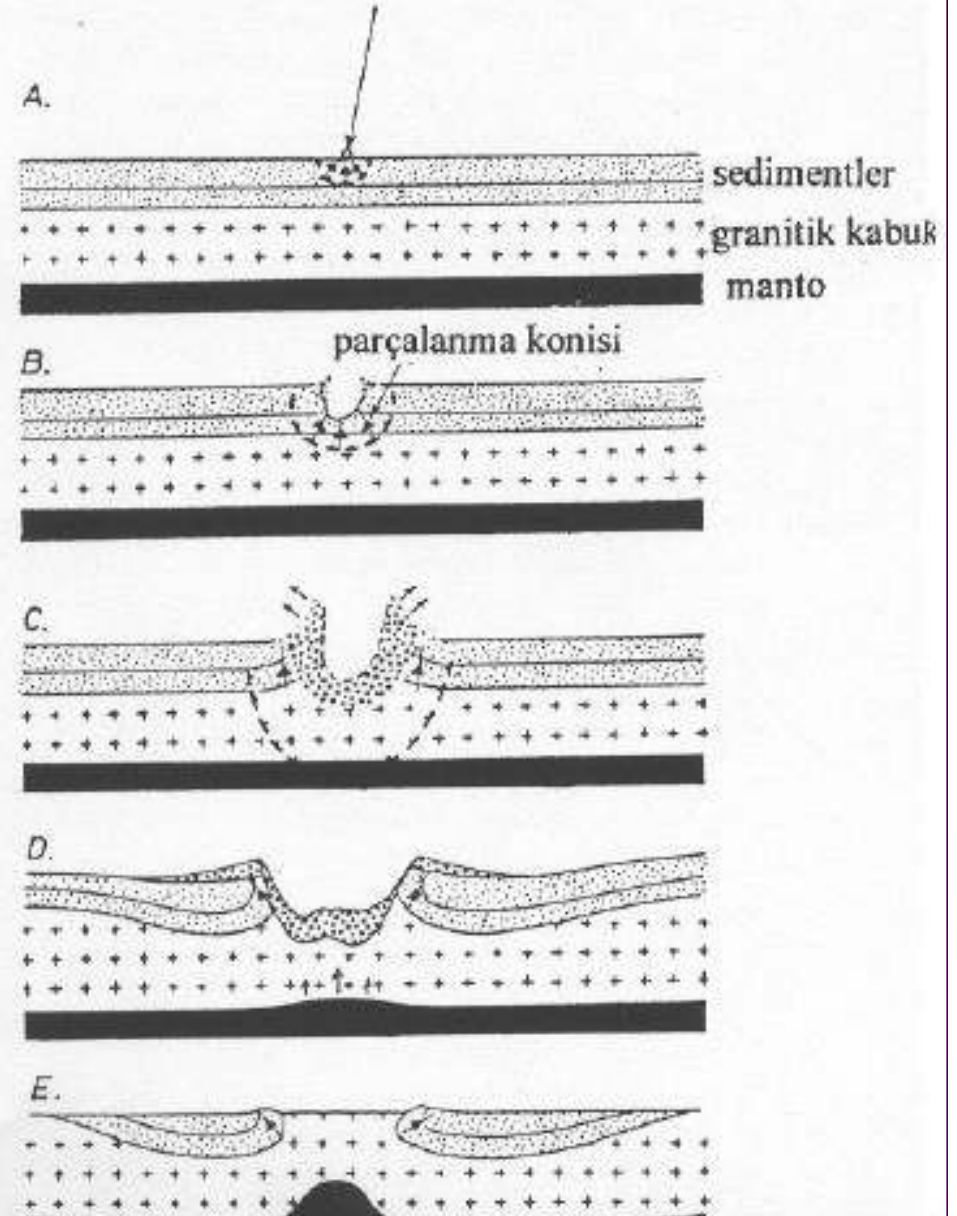 A.
sedimentler
granitik kabuk
manto
parçalanma konisi
B.
C.
D.
E.